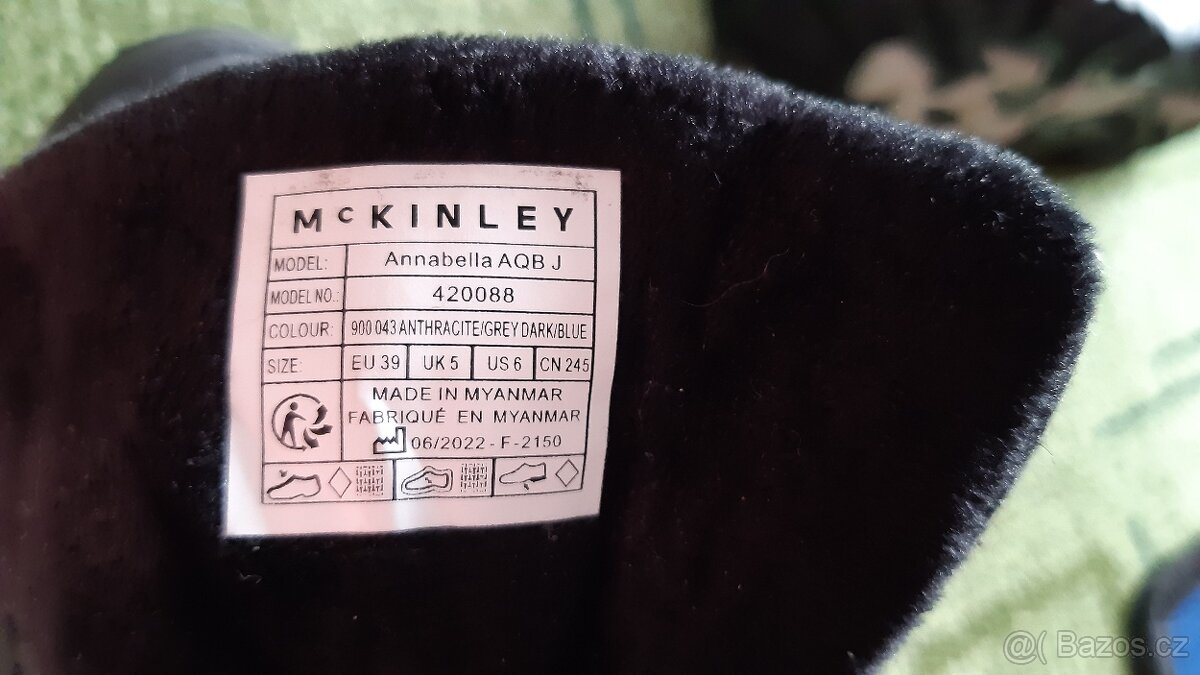 McKINLEY
MODEL: Annabella AQB J
MODEL NO.: 420088
COLOUR: 900 043 ANTHRACITE/GREY DARK/BLUE
SIZE: EU 39 UK 5 US 6 CN 245
MADE IN MYANMAR
FABRIQUÉ EN MYANMAR
06/2022 - F-2150
@( Bazos.cz